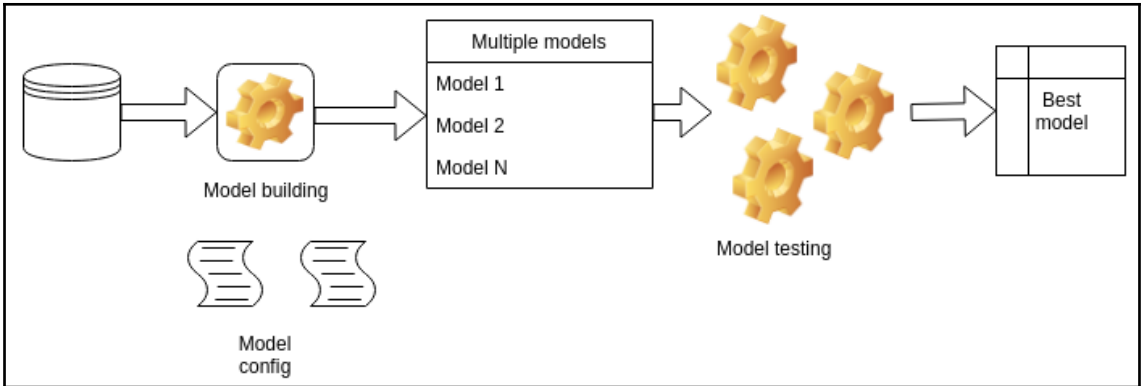 Multiple models
Model 1
Model 2
Model N
Model building
Model testing
Best
model
Model
config